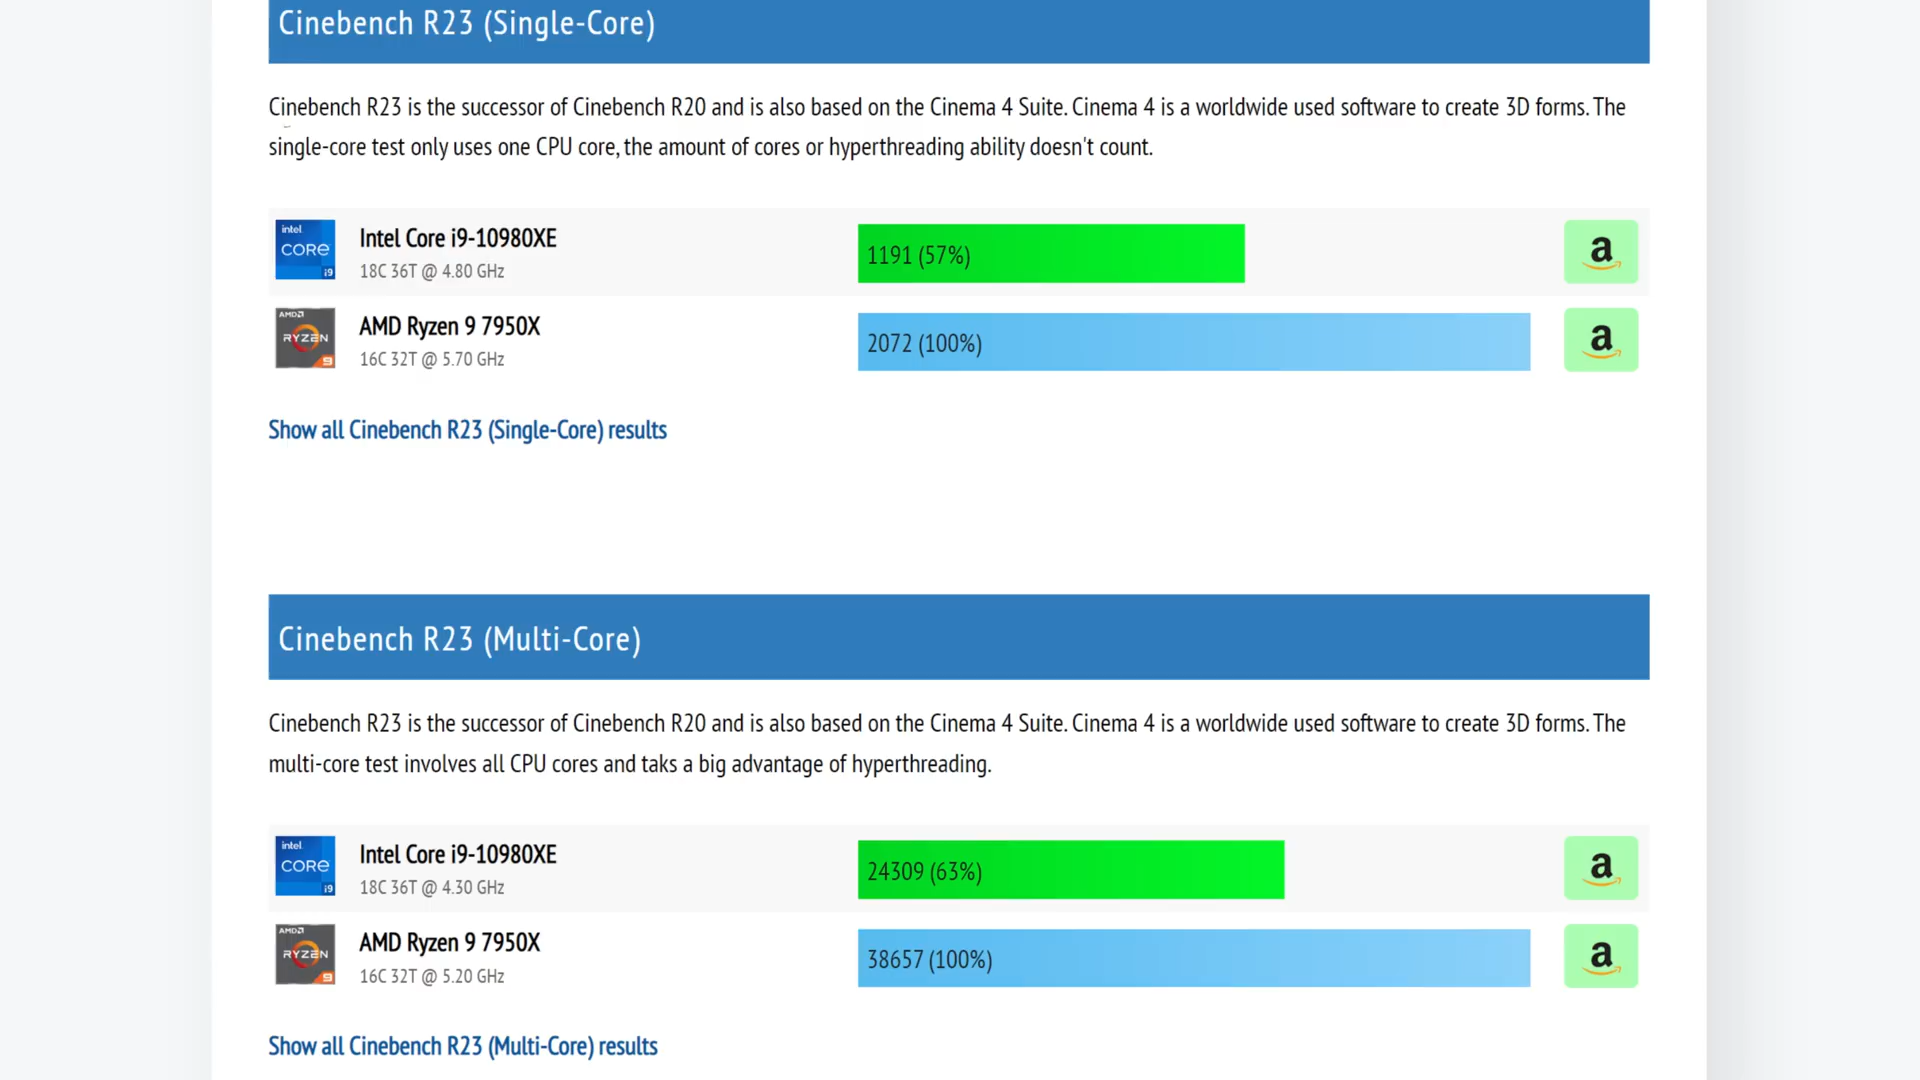 Cinebench R23 (Single-Core)
Cinebench R23 is the successor of Cinebench R20 and is also based on the Cinema 4 Suite. Cinema 4 is a worldwide used software to create 3D forms. The
single-core test only uses one CPU core, the amount of cores or hyperthreading ability doesn't count.
intel
CORE
i9
Intel Core i9-10980XE
18C 36T @ 4.80 GHz
1191 (57%)
a
AMD
RYZEN
9
AMD Ryzen 9 7950X
16C 32T @ 5.70 GHz
2072 (100%)
a
Show all Cinebench R23 (Single-Core) results
Cinebench R23 (Multi-Core)
Cinebench R23 is the successor of Cinebench R20 and is also based on the Cinema 4 Suite. Cinema 4 is a worldwide used software to create 3D forms. The
multi-core test involves all CPU cores and taks a big advantage of hyperthreading.
intel
CORE
i9
Intel Core i9-10980XE
18C 36T @ 4.30 GHz
24309 (63%)
a
AMD
RYZEN
9
AMD Ryzen 9 7950X
16C 32T @ 5.20 GHz
38657 (100%)
a
Show all Cinebench R23 (Multi-Core) results